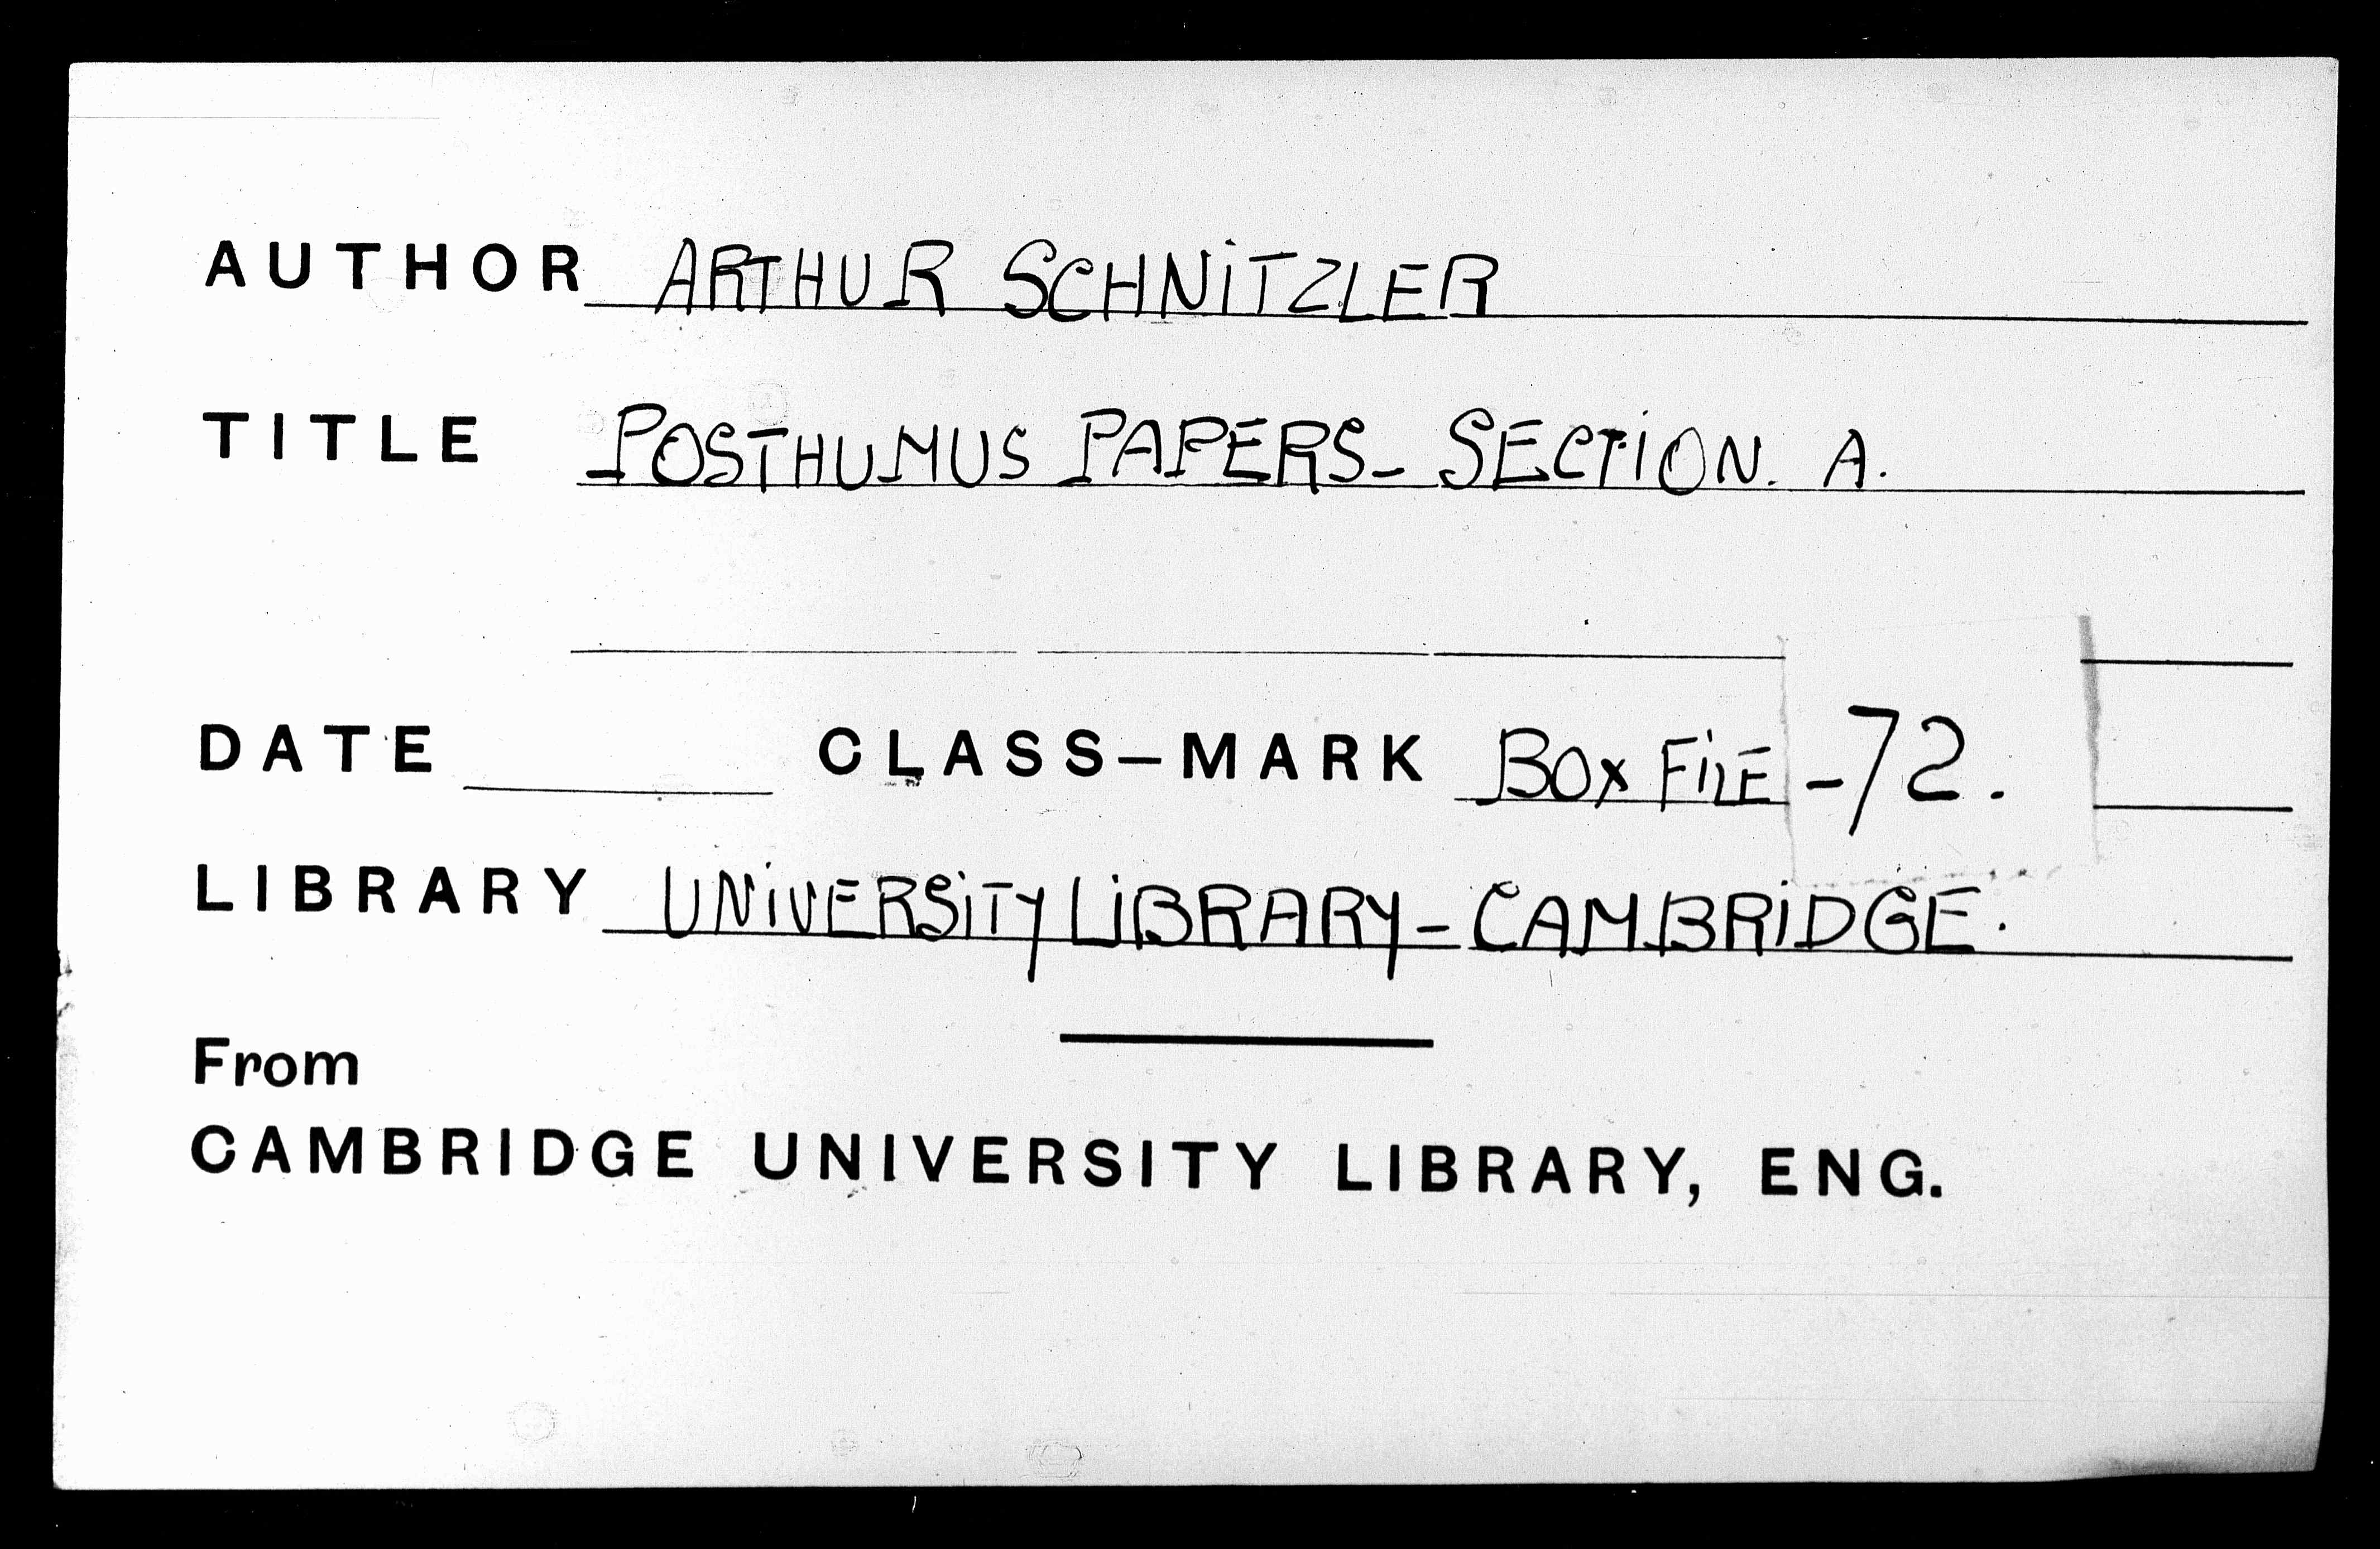 AUTHOR ARTHUR SCHNITZLER
TITLE POSTHUMUS PAPERS- SECTION. A.
DATE CLASS-MARK BOX FILE -72.
LIBRARY UNIVERSITY LIBRARY- CAMBRIDGE.
From
CAMBRIDGE UNIVERSITY LIBRARY, ENG.